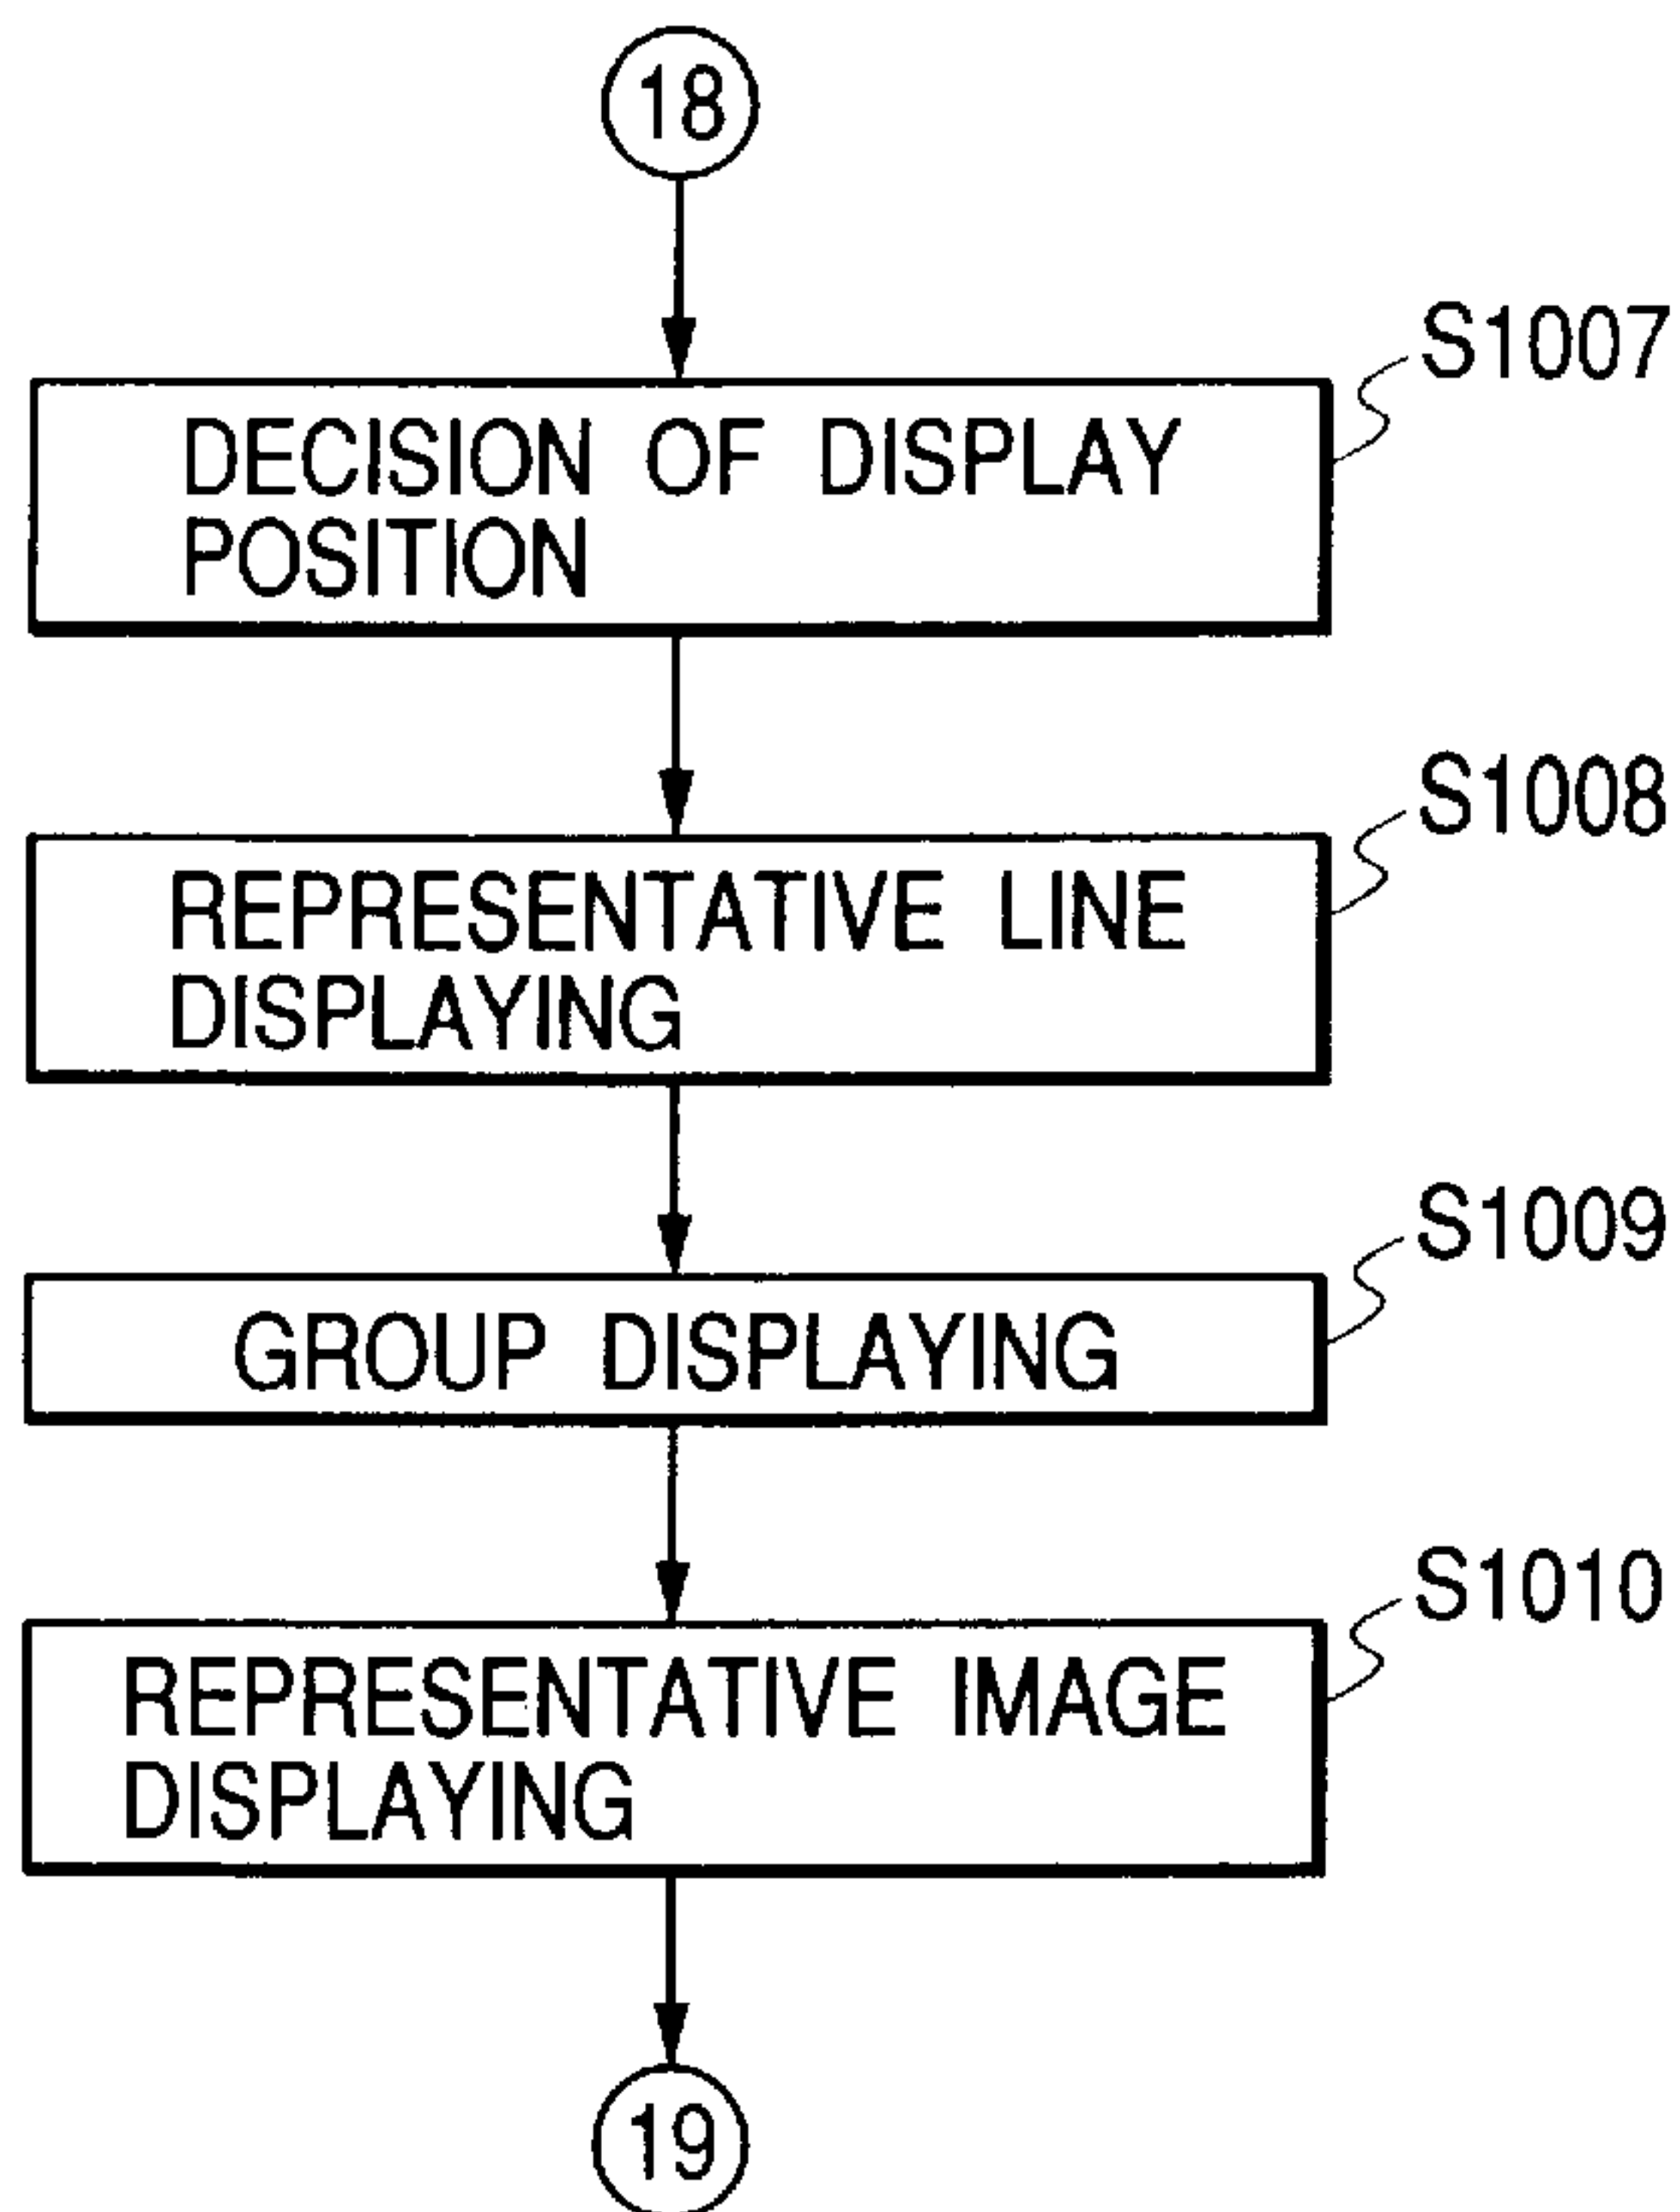 18
S1007
DECISION OF DISPLAY
POSITION
S1008
REPRESENTATIVE LINE
DISPLAYING
S1009
GROUP DISPLAYING
S1010
REPRESENTATIVE IMAGE
DISPLAYING
19